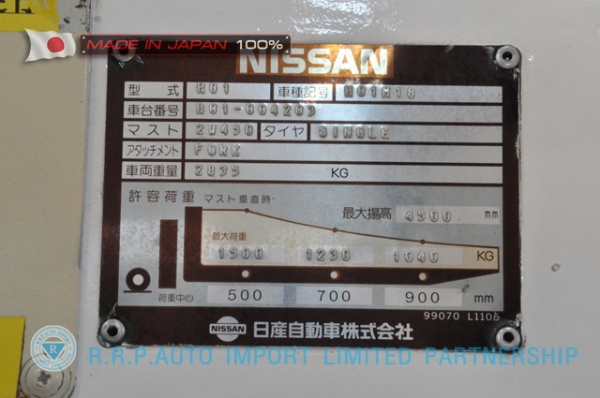 MADE IN JAPAN 100%
NISSAN
型式 H01 車種記号 H01M18
車台番号 H01-004203
マスト 2W450 タイヤ SINGLE
アタッチメント FORK
車両重量 2835 KG
許容荷重 マスト垂直時 最大揚高 4500 mm
最大荷重 1500 1230 1040 KG
荷重中心 500 700 900 mm
99070 L1105
NISSAN 日産自動車株式会社
R.R.P.AUTO IMPORT LIMITED PARTNERSHIP